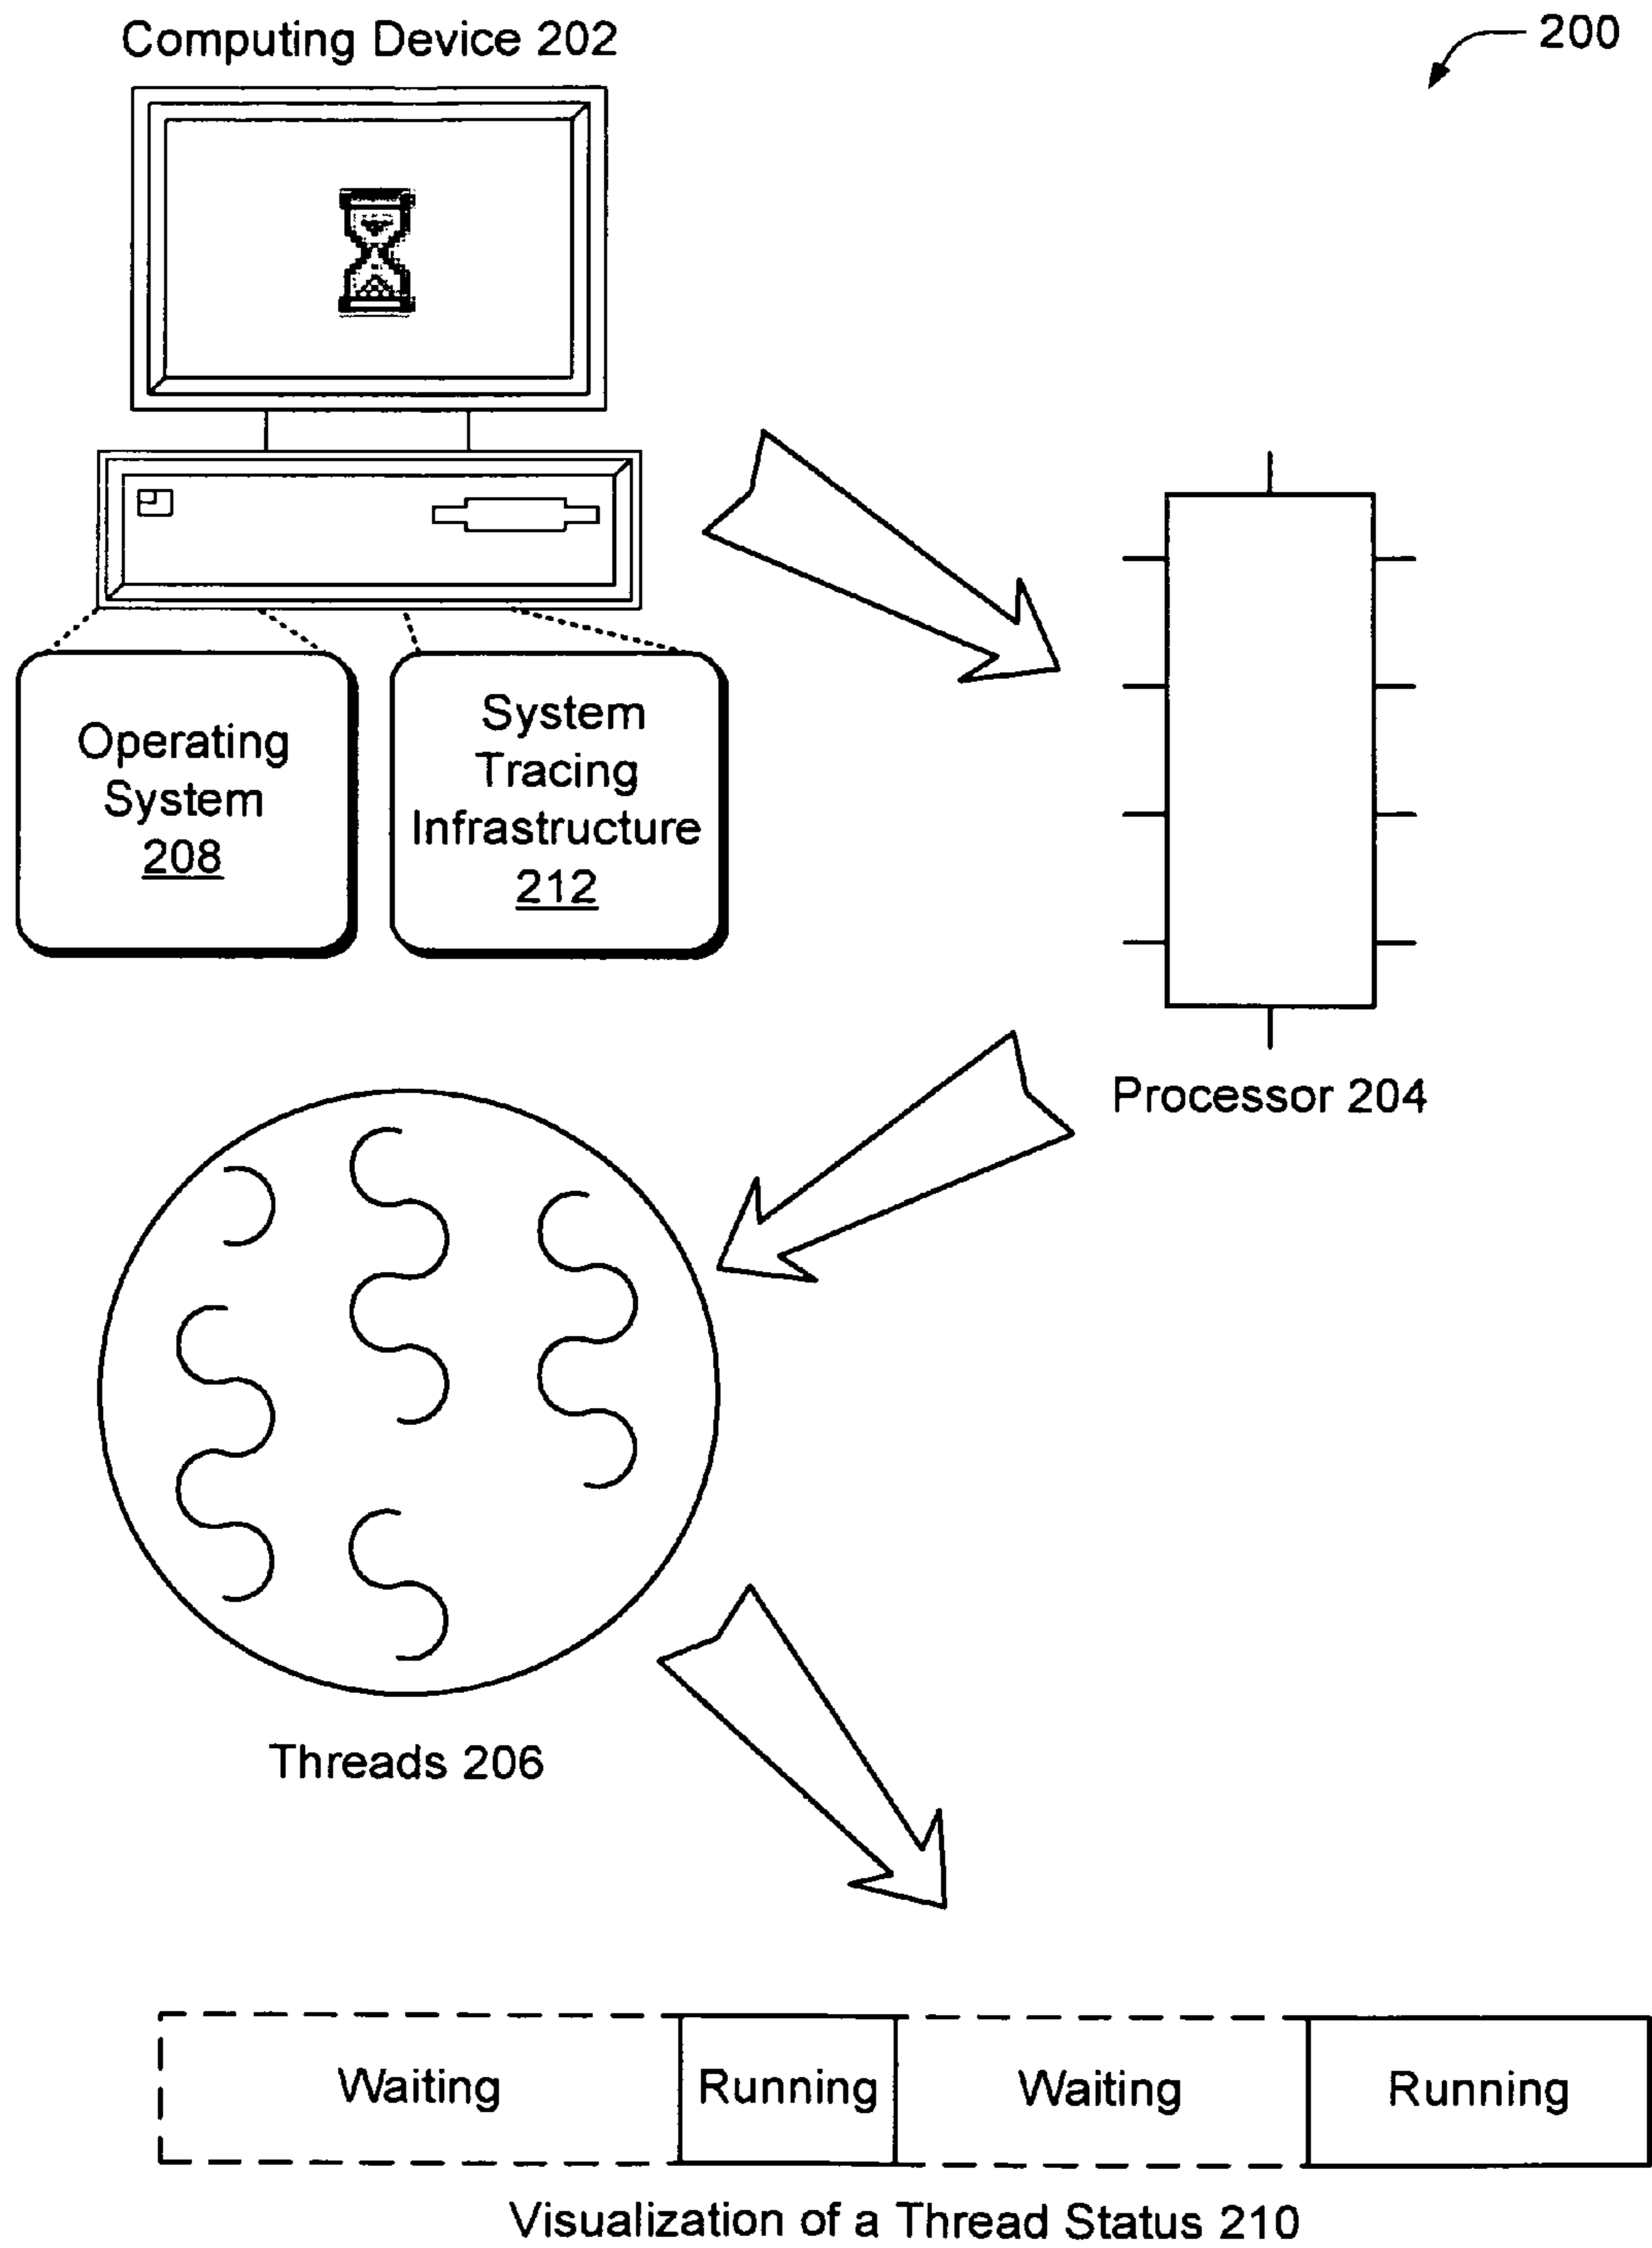 Computing Device 202
200
Operating
System
208
System
Tracing
Infrastructure
212
Processor 204
Threads 206
Waiting
Running
Waiting
Running
Visualization of a Thread Status 210